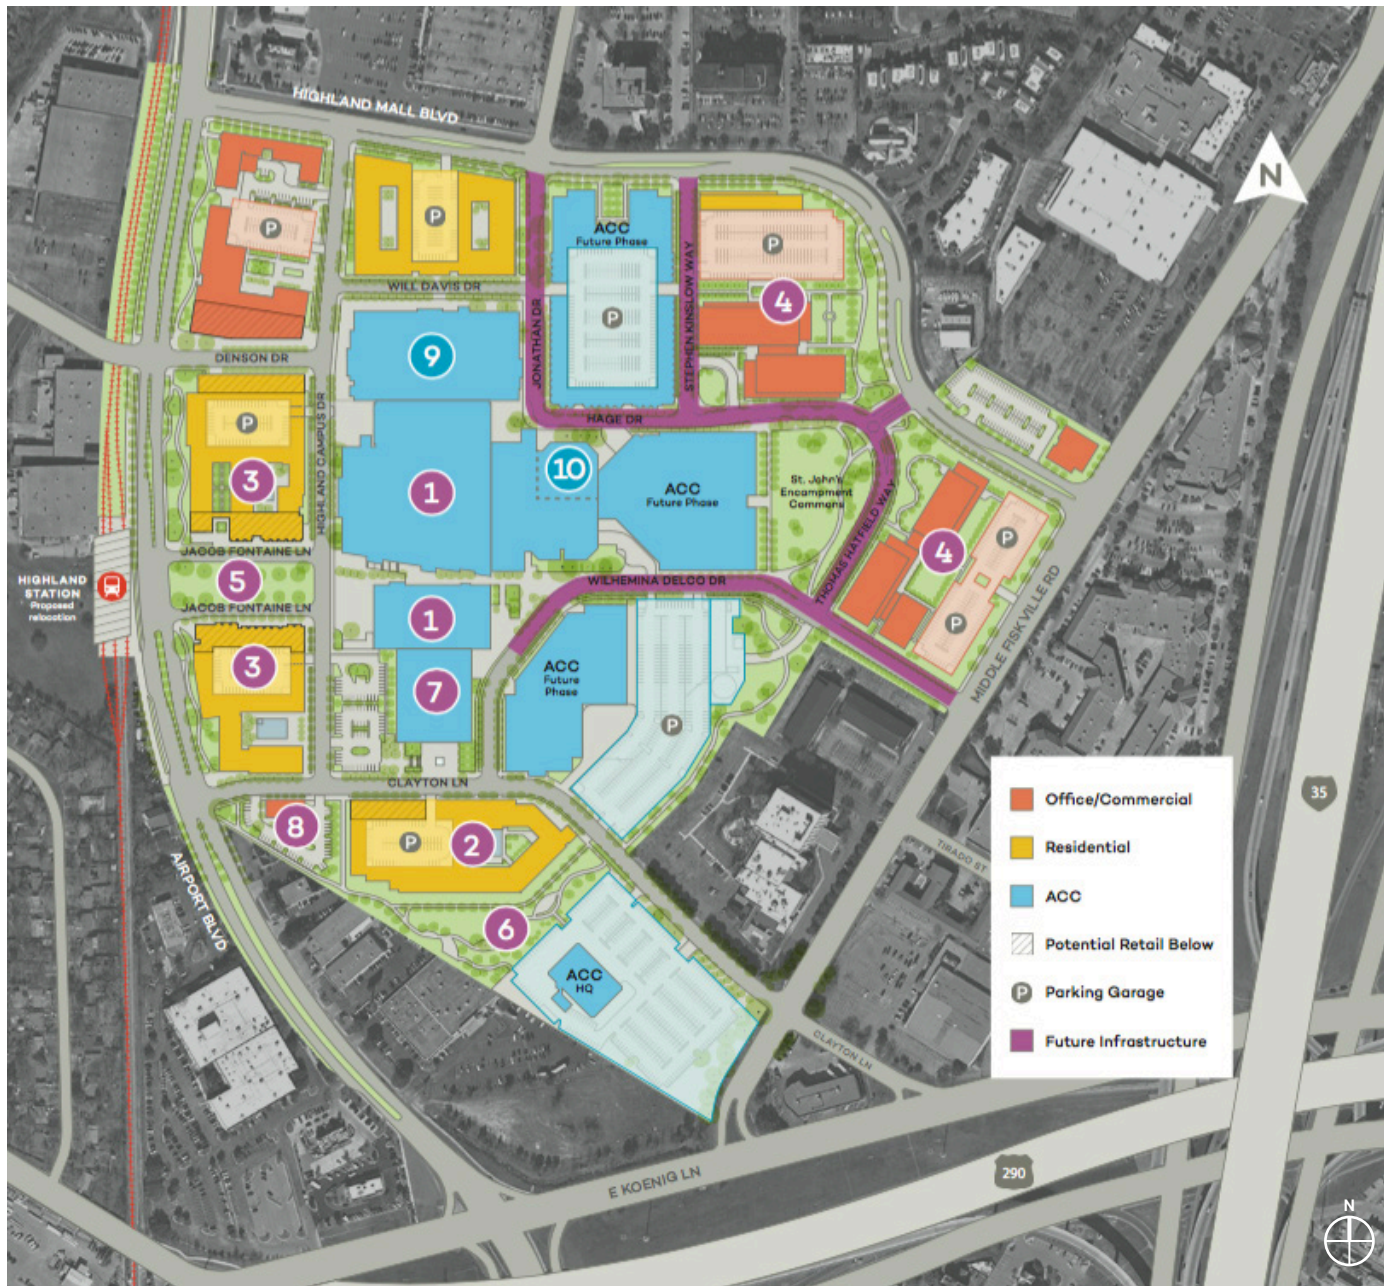 HIGHLAND MALL BLVD
N
P
P
ACC
Future Phase
P
4
WILL DAVIS DR
P
JONATHAN DR
STEPHEN KINSLOW WAY
9
DENSON DR
HAGE DR
P
3
HIGHLAND CAMPUS DR
1
10
ACC
Future Phase
St. John's
Encampment
Commons
THOMAS HATFIELD WAY
P
4
P
JACOB FONTAINE LN
5
JACOB FONTAINE LN
HIGHLAND
STATION
Proposed
relocation
WILHEMINA DELCO DR
1
MIDDLE FISKVILLE RD
3
7
ACC
Future
Phase
P
CLAYTON LN
8
P
2
AIRPORT BLVD
6
ACC
HQ
TIRADO ST
CLAYTON LN
35
Office/Commercial
Residential
ACC
Potential Retail Below
P
Parking Garage
Future Infrastructure
E KOENIG LN
290
N